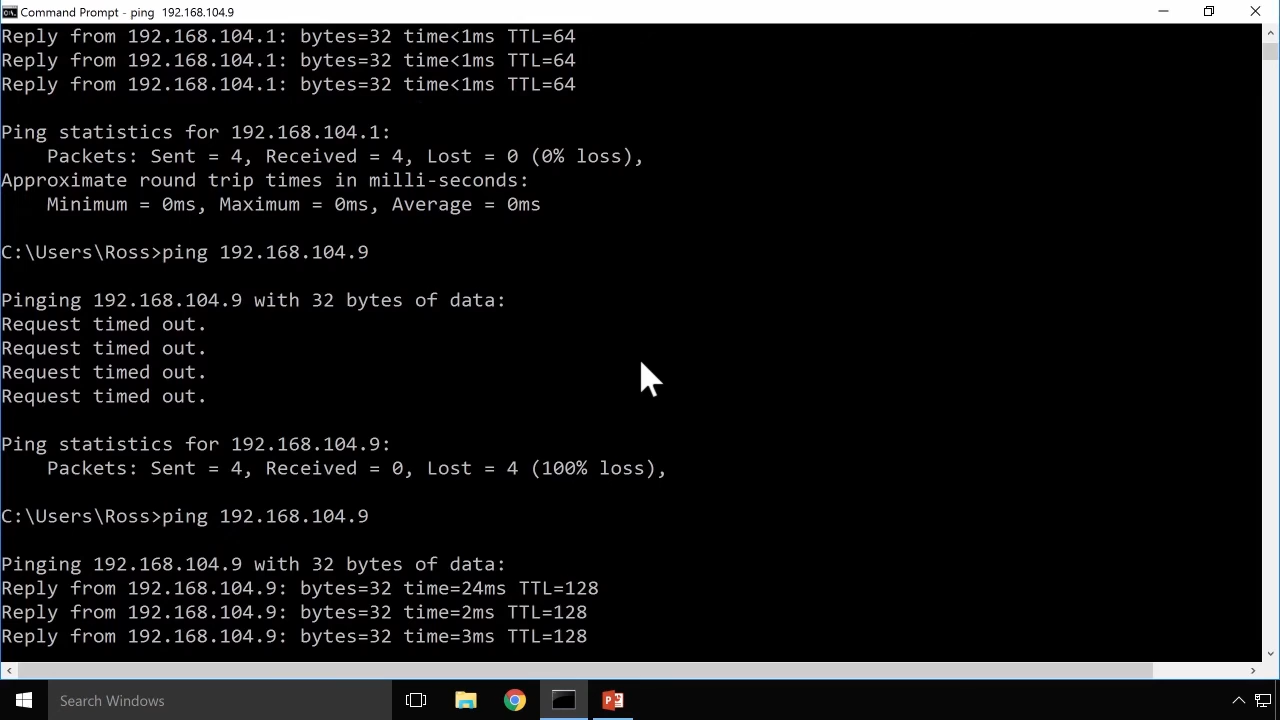 Command Prompt - ping  192.168.104.9
Reply from 192.168.104.1: bytes=32 time<1ms TTL=64
Reply from 192.168.104.1: bytes=32 time<1ms TTL=64
Reply from 192.168.104.1: bytes=32 time<1ms TTL=64
Ping statistics for 192.168.104.1:
    Packets: Sent = 4, Received = 4, Lost = 0 (0% loss),
Approximate round trip times in milli-seconds:
    Minimum = 0ms, Maximum = 0ms, Average = 0ms
C:\Users\Ross>ping 192.168.104.9
Pinging 192.168.104.9 with 32 bytes of data:
Request timed out.
Request timed out.
Request timed out.
Request timed out.
Ping statistics for 192.168.104.9:
    Packets: Sent = 4, Received = 0, Lost = 4 (100% loss),
C:\Users\Ross>ping 192.168.104.9
Pinging 192.168.104.9 with 32 bytes of data:
Reply from 192.168.104.9: bytes=32 time=24ms TTL=128
Reply from 192.168.104.9: bytes=32 time=2ms TTL=128
Reply from 192.168.104.9: bytes=32 time=3ms TTL=128
Search Windows